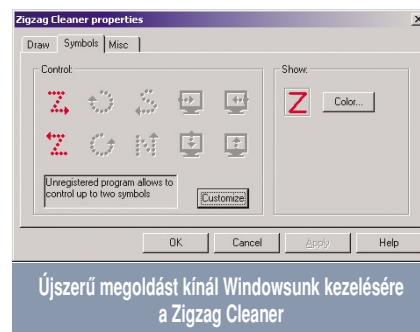 Zigzag Cleaner properties
Draw Symbols Misc
Control: Show:
Color...
Unregistered program allows to
control up to two symbols
Customize
OK Cancel Apply Help
Újszerű megoldást kínál Windowsunk kezelésére
a Zigzag Cleaner